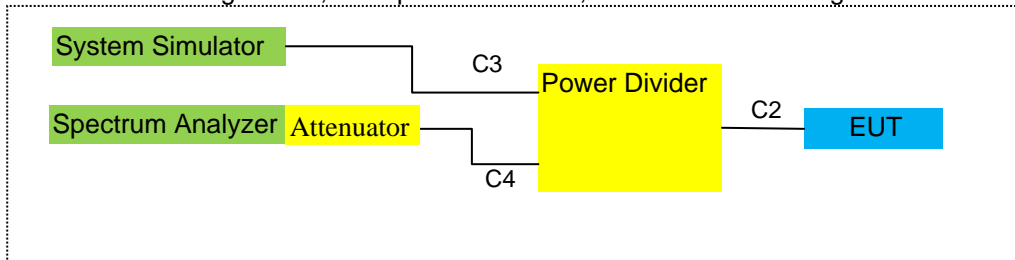 System Simulator
C3
Power Divider
Spectrum Analyzer
Attenuator
C2
EUT
C4